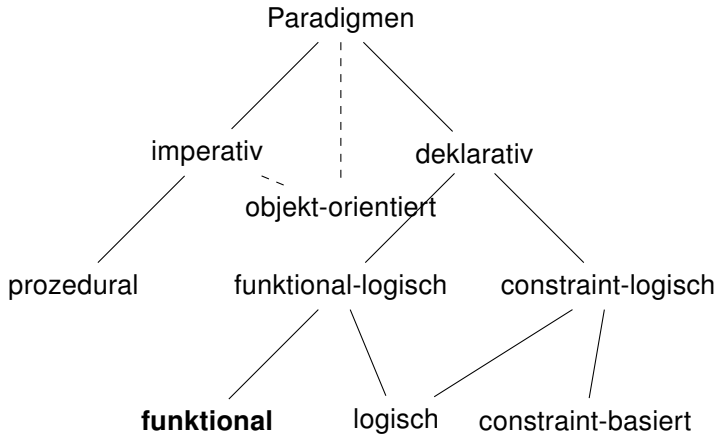 Paradigmen
imperativ
deklarativ
objekt-orientiert
prozedural
funktional-logisch
constraint-logisch
funktional
logisch
constraint-basiert